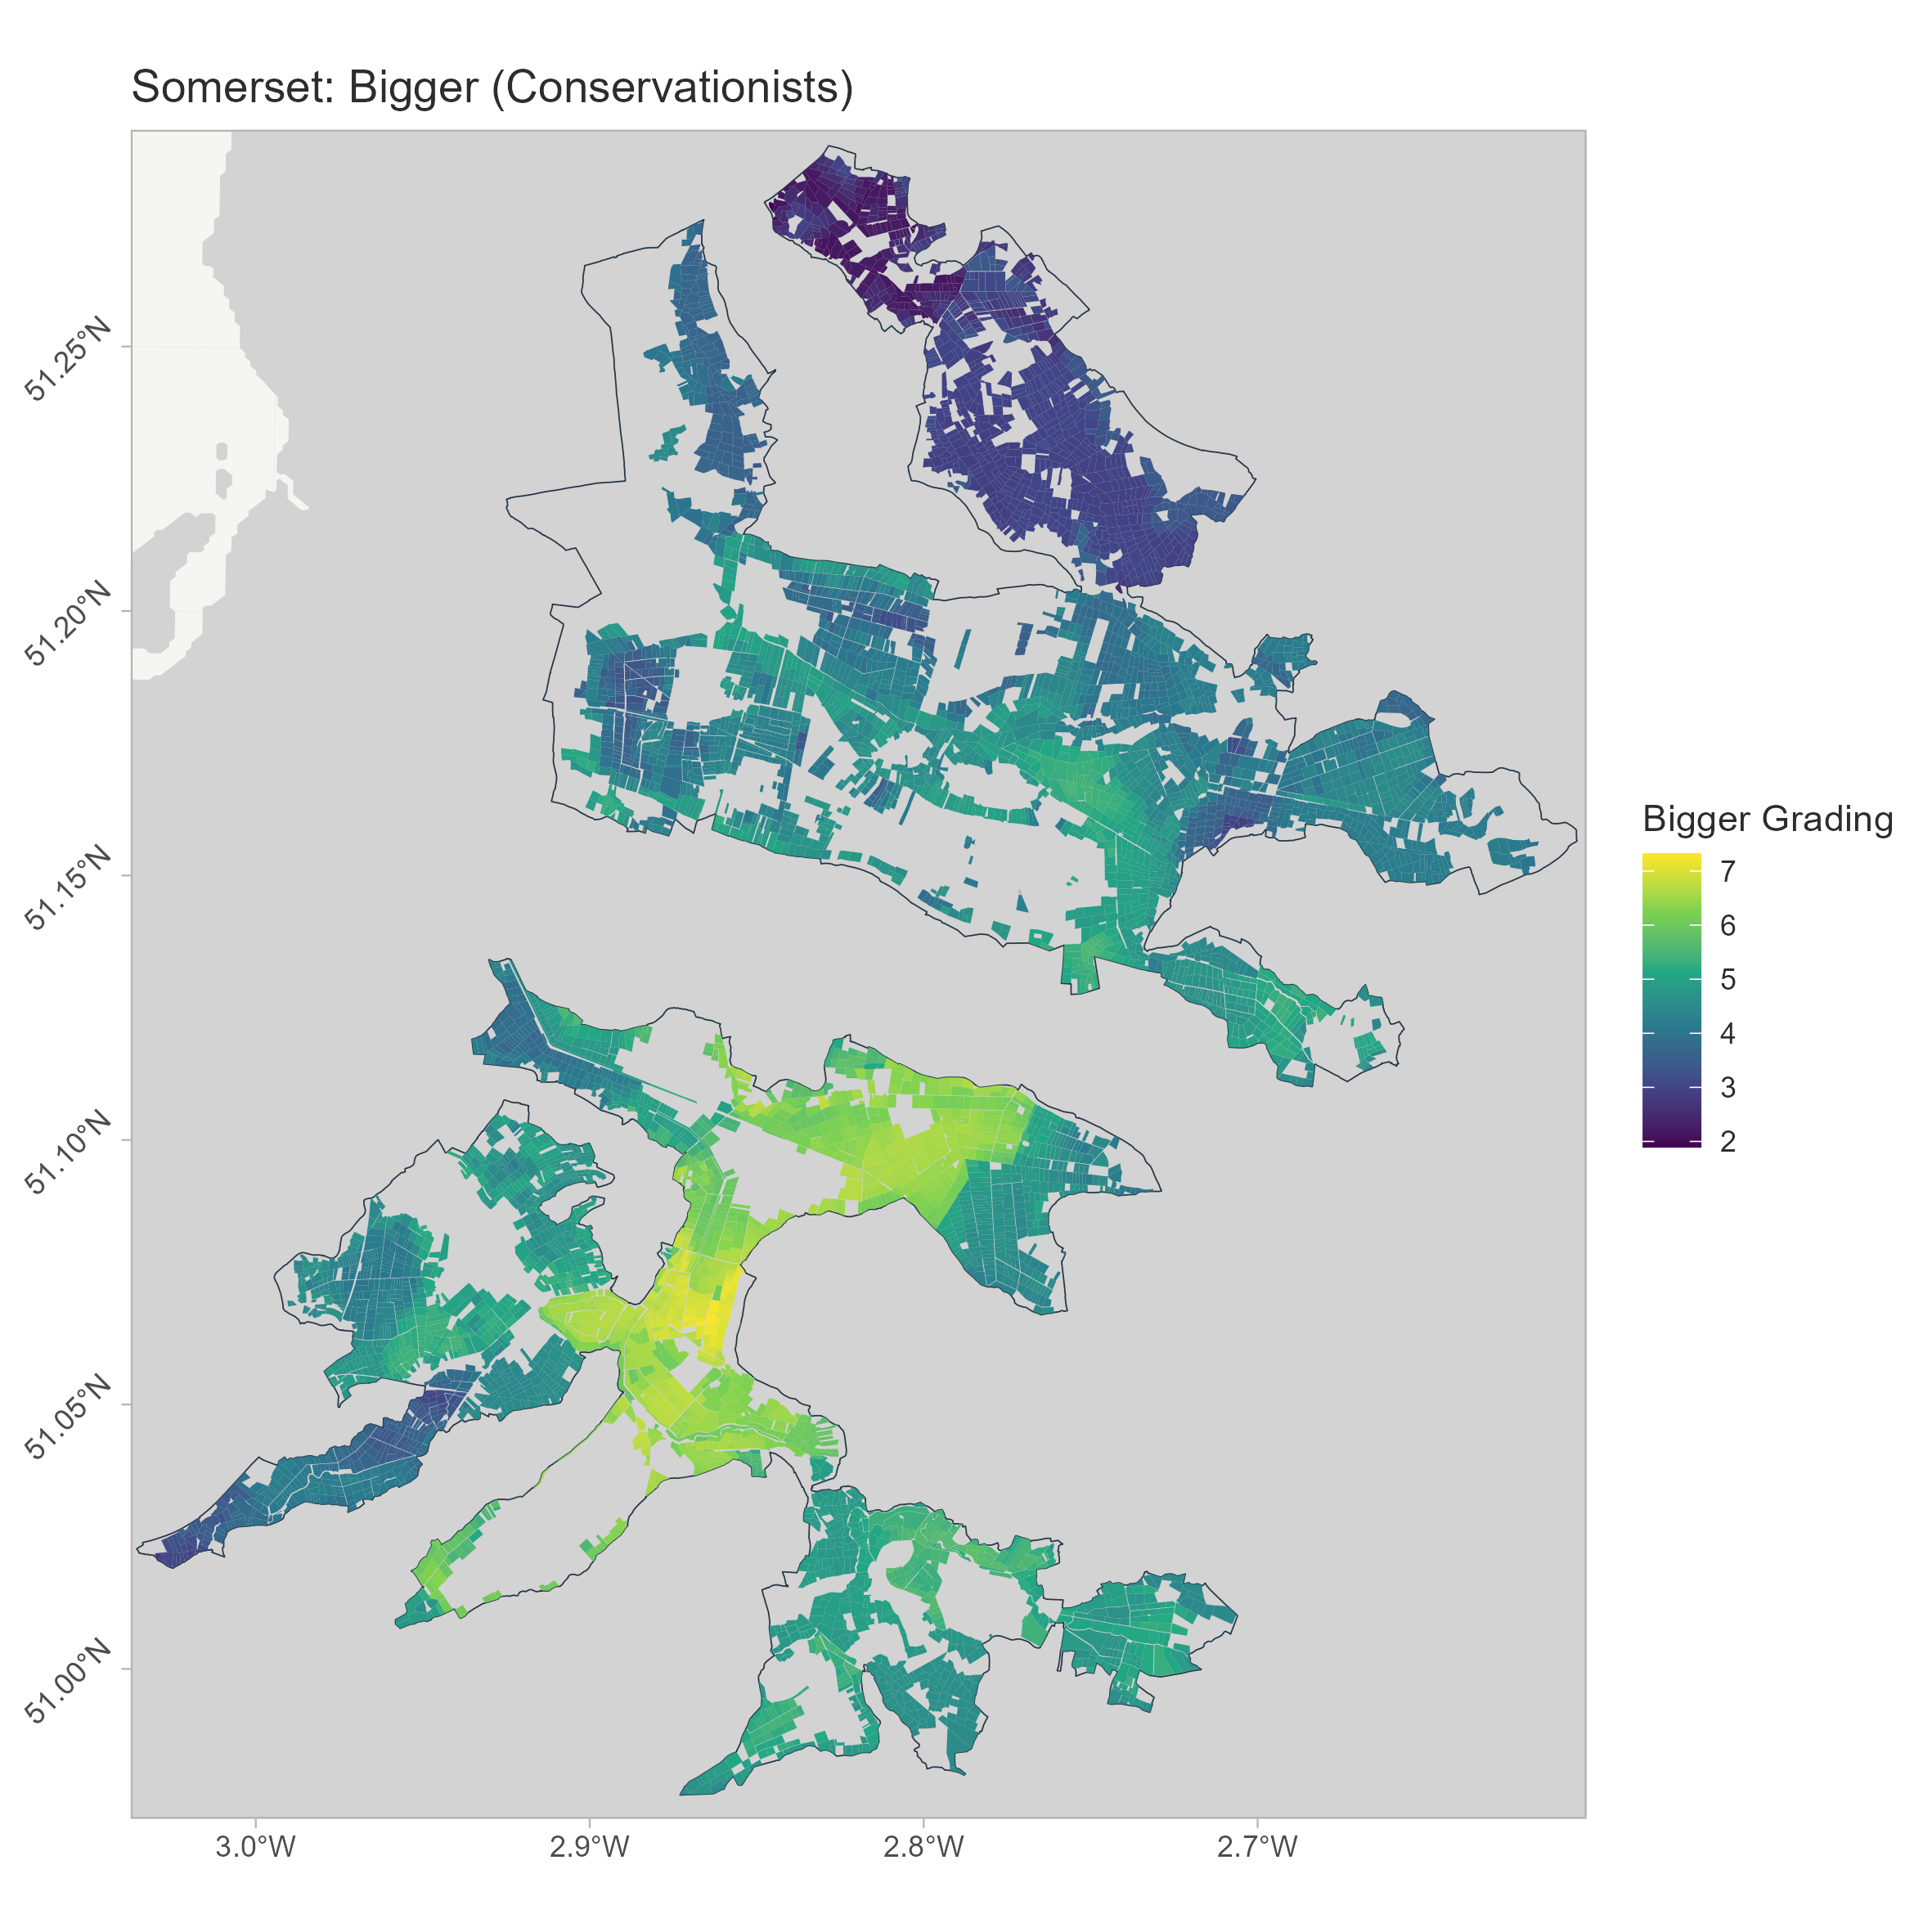 Somerset: Bigger (Conservationists)
51.25°N
51.20°N
51.15°N
51.10°N
51.05°N
51.00°N
3.0°W
2.9°W
2.8°W
2.7°W
Bigger Grading
7
6
5
4
3
2